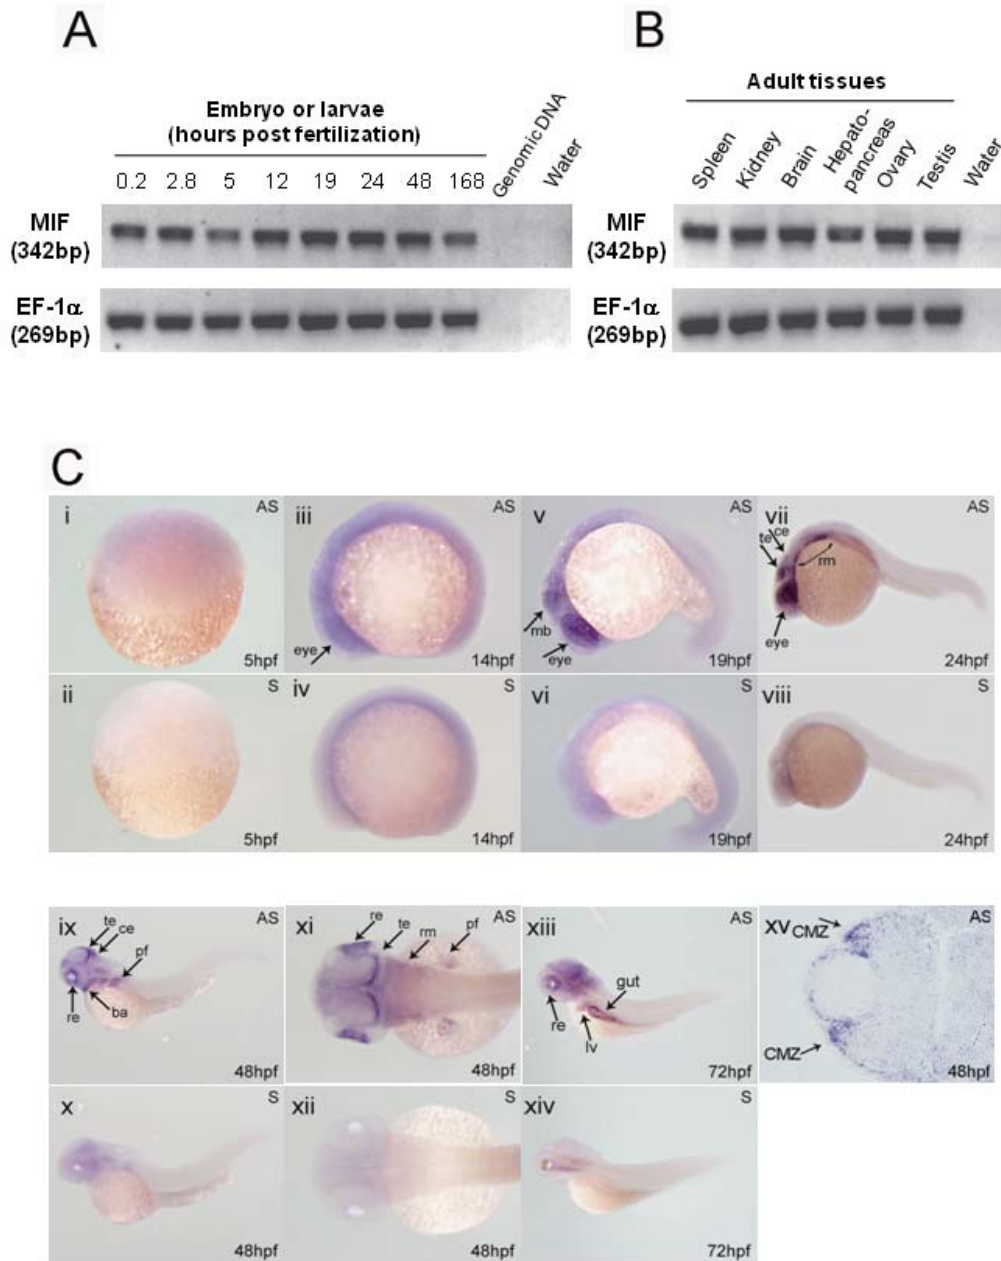 A
Embryo or larvae
(hours post fertilization)
0.2 2.8 5 12 19 24 48 168 Genomic DNA Water
MIF
(342bp)
EF-1α
(269bp)
B
Adult tissues
Spleen Kidney Brain Hepato-pancreas Ovary Testis Water
MIF
(342bp)
EF-1α
(269bp)
C
i AS
5hpf
iii AS
eye
14hpf
v AS
mb
eye
19hpf
vii AS
te ce
rm
eye
24hpf
ii S
5hpf
iv S
14hpf
vi S
19hpf
viii S
24hpf
ix AS
te
ce
pf
re
ba
48hpf
xi AS
re
te
rm
pf
48hpf
xiii AS
gut
re
lv
72hpf
xv AS
CMZ
CMZ
48hpf
x S
48hpf
xii S
48hpf
xiv S
72hpf